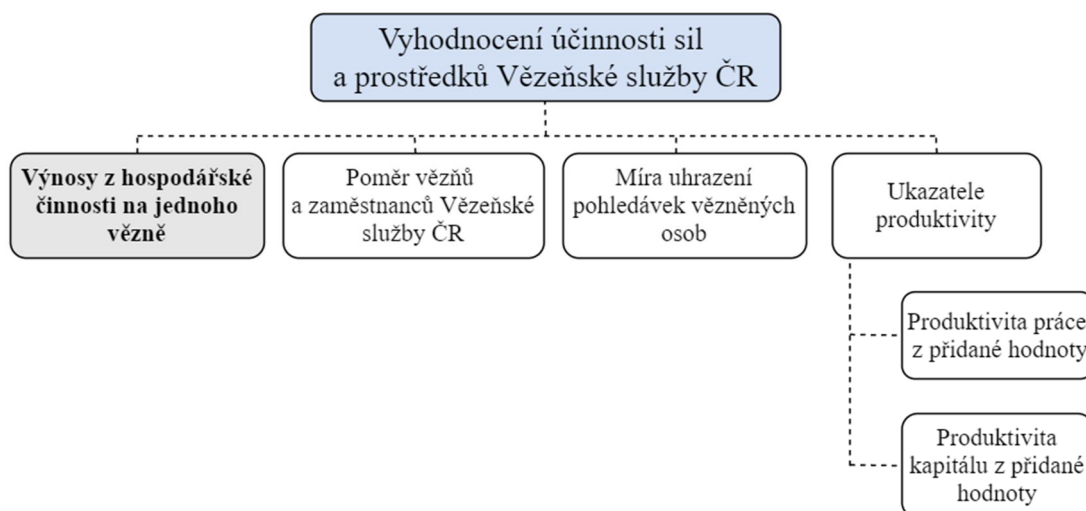 Vyhodnocení účinnosti sil
a prostředků Vězeňské služby ČR
Výnosy z hospodářské
činnosti na jednoho
vězně
Poměr vězňů
a zaměstnanců Vězeňské
služby ČR
Míra uhrazení
pohledávek vězněných
osob
Ukazatele
produktivity
Produktivita práce
z přidané hodnoty
Produktivita
kapitálu z přidané
hodnoty